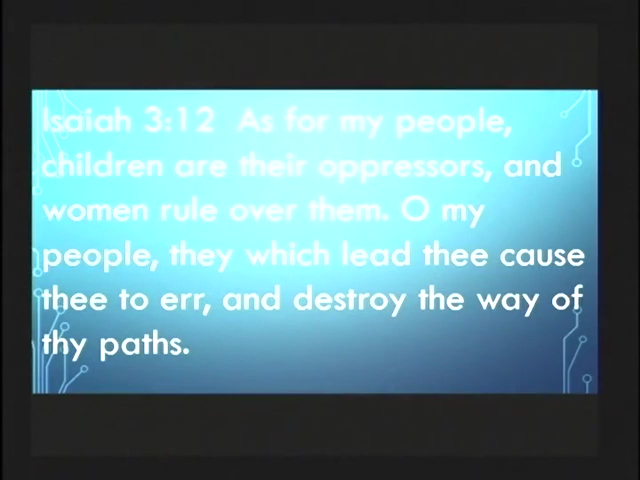 Isaiah 3:12  As for my people,
children are their oppressors, and
women rule over them. O my
people, they which lead thee cause
thee to err, and destroy the way of
thy paths.